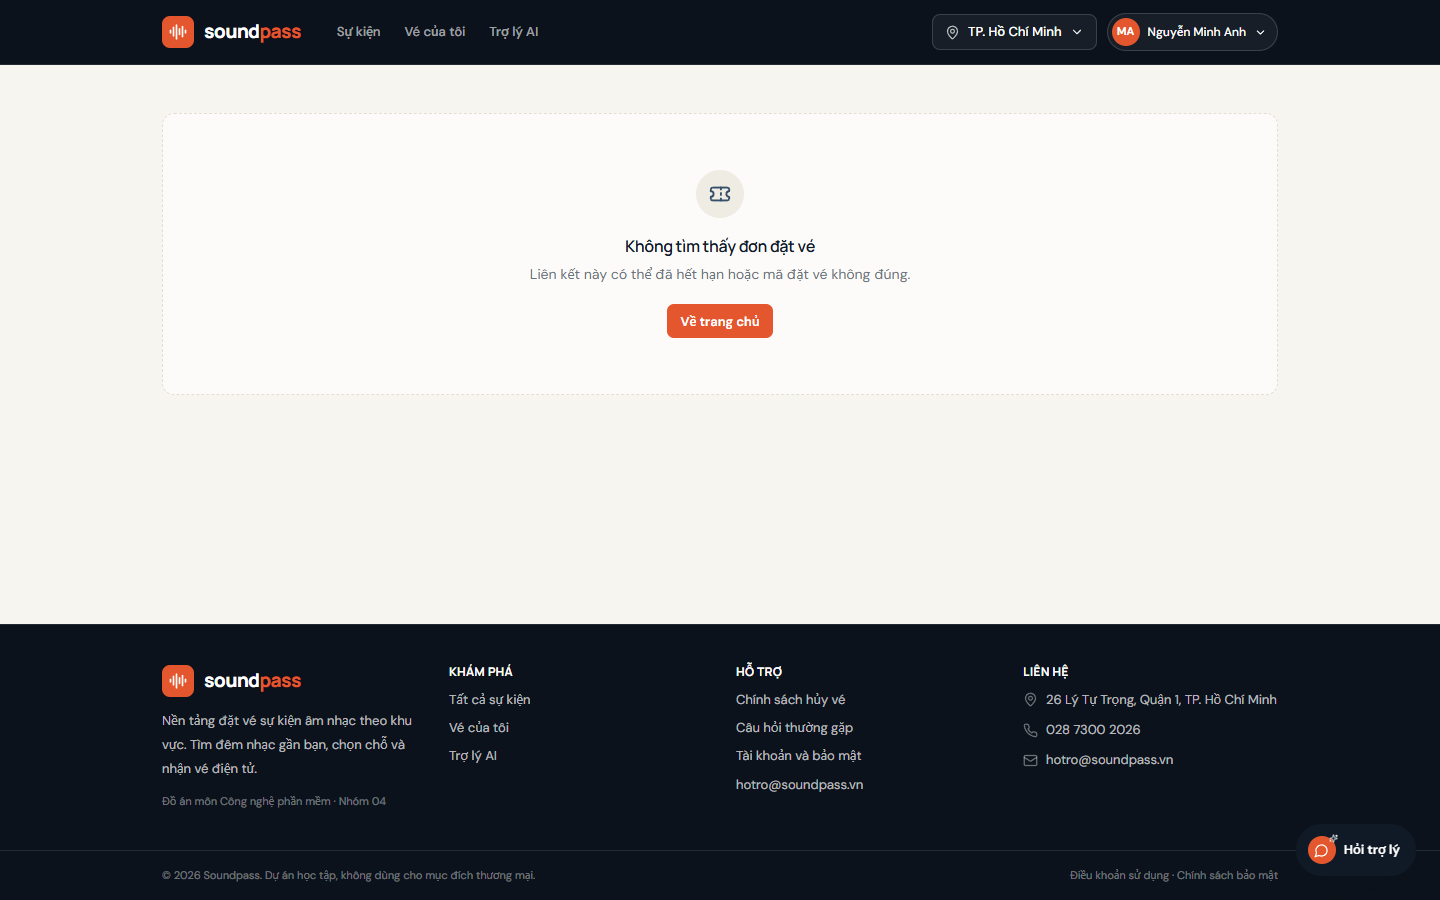 soundpass
Sự kiện
Vé của tôi
Trợ lý AI
TP. Hồ Chí Minh
MA
Nguyễn Minh Anh
Không tìm thấy đơn đặt vé
Liên kết này có thể đã hết hạn hoặc mã đặt vé không đúng.
Về trang chủ
soundpass
Nền tảng đặt vé sự kiện âm nhạc theo khu
vực. Tìm đêm nhạc gần bạn, chọn chỗ và
nhận vé điện tử.
Đồ án môn Công nghệ phần mềm · Nhóm 04
KHÁM PHÁ
Tất cả sự kiện
Vé của tôi
Trợ lý AI
HỖ TRỢ
Chính sách hủy vé
Câu hỏi thường gặp
Tài khoản và bảo mật
hotro@soundpass.vn
LIÊN HỆ
26 Lý Tự Trọng, Quận 1, TP. Hồ Chí Minh
028 7300 2026
hotro@soundpass.vn
Hỏi trợ lý
© 2026 Soundpass. Dự án học tập, không dùng cho mục đích thương mại.
Điều khoản sử dụng · Chính sách bảo mật